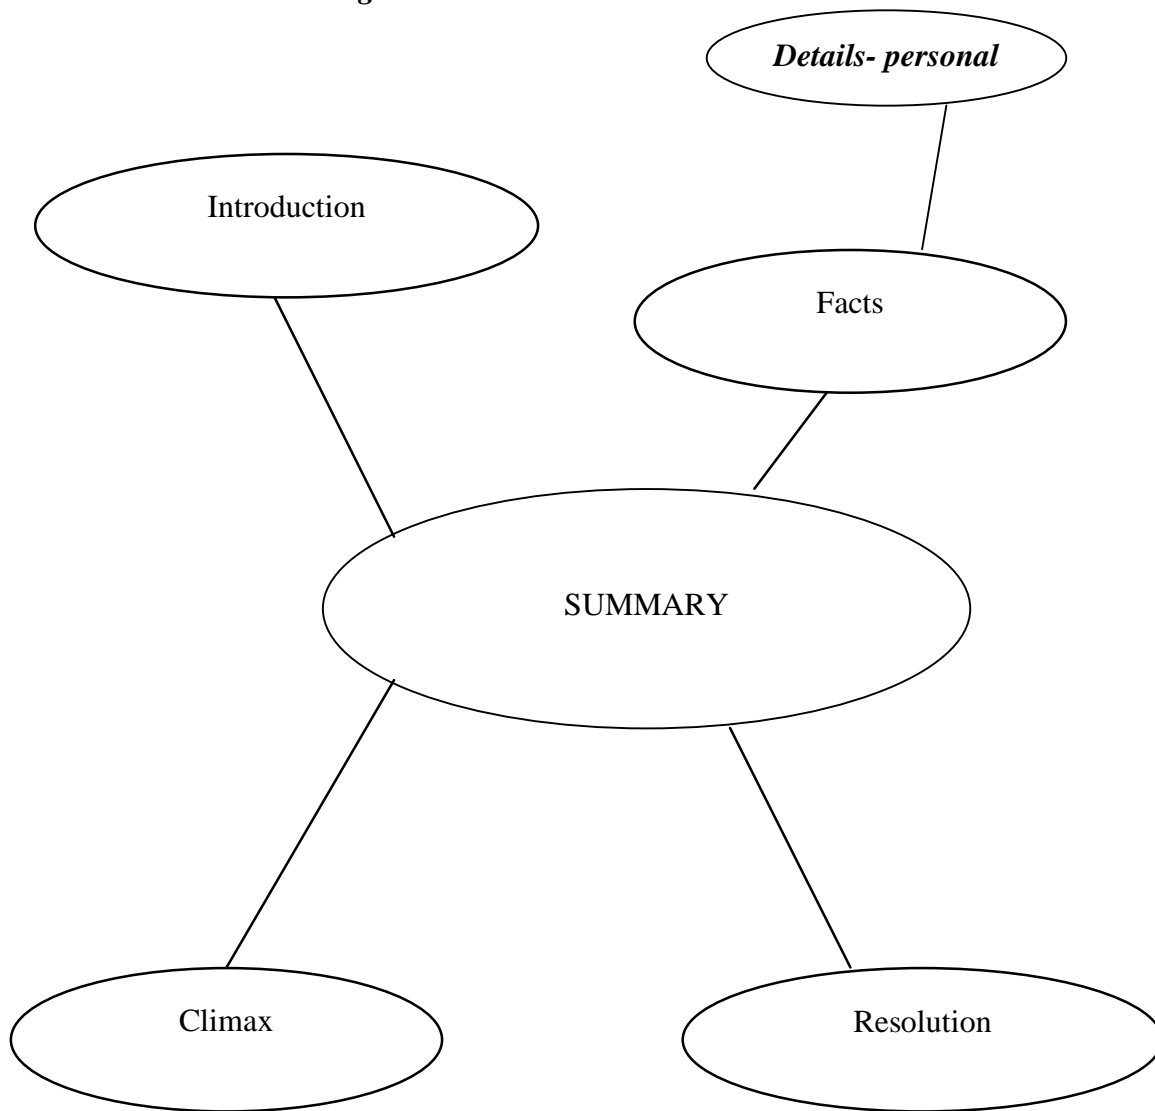 Details- personal
Introduction
Facts
SUMMARY
Climax
Resolution